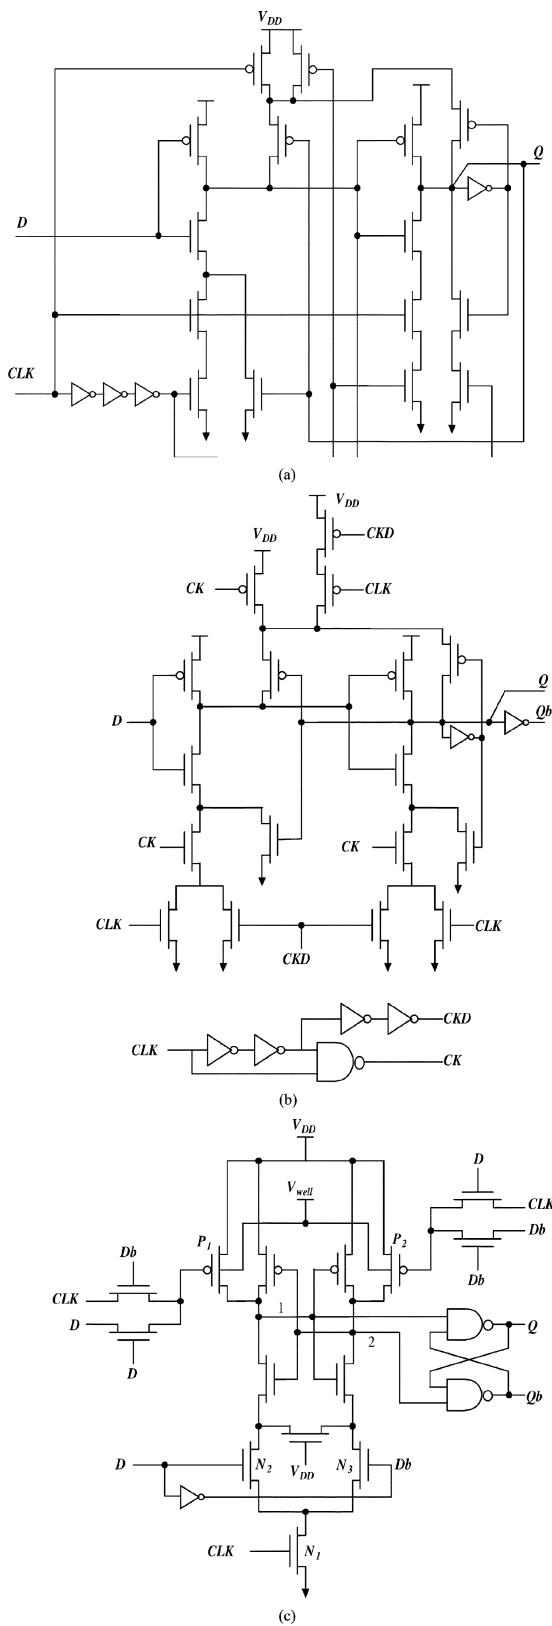 V_DD
Q
D
CLK
(a)
V_DD
V_DD
CKD
CK
CLK
Q
Qb
D
CK
CK
CLK
CLK
CKD
CLK
CKD
CK
(b)
V_DD
D
V_well
CLK
P_1
P_2
Db
Db
Db
CLK
D
1
Q
2
D
Qb
D
N_2
V_DD
N_3
Db
CLK
N_1
(c)